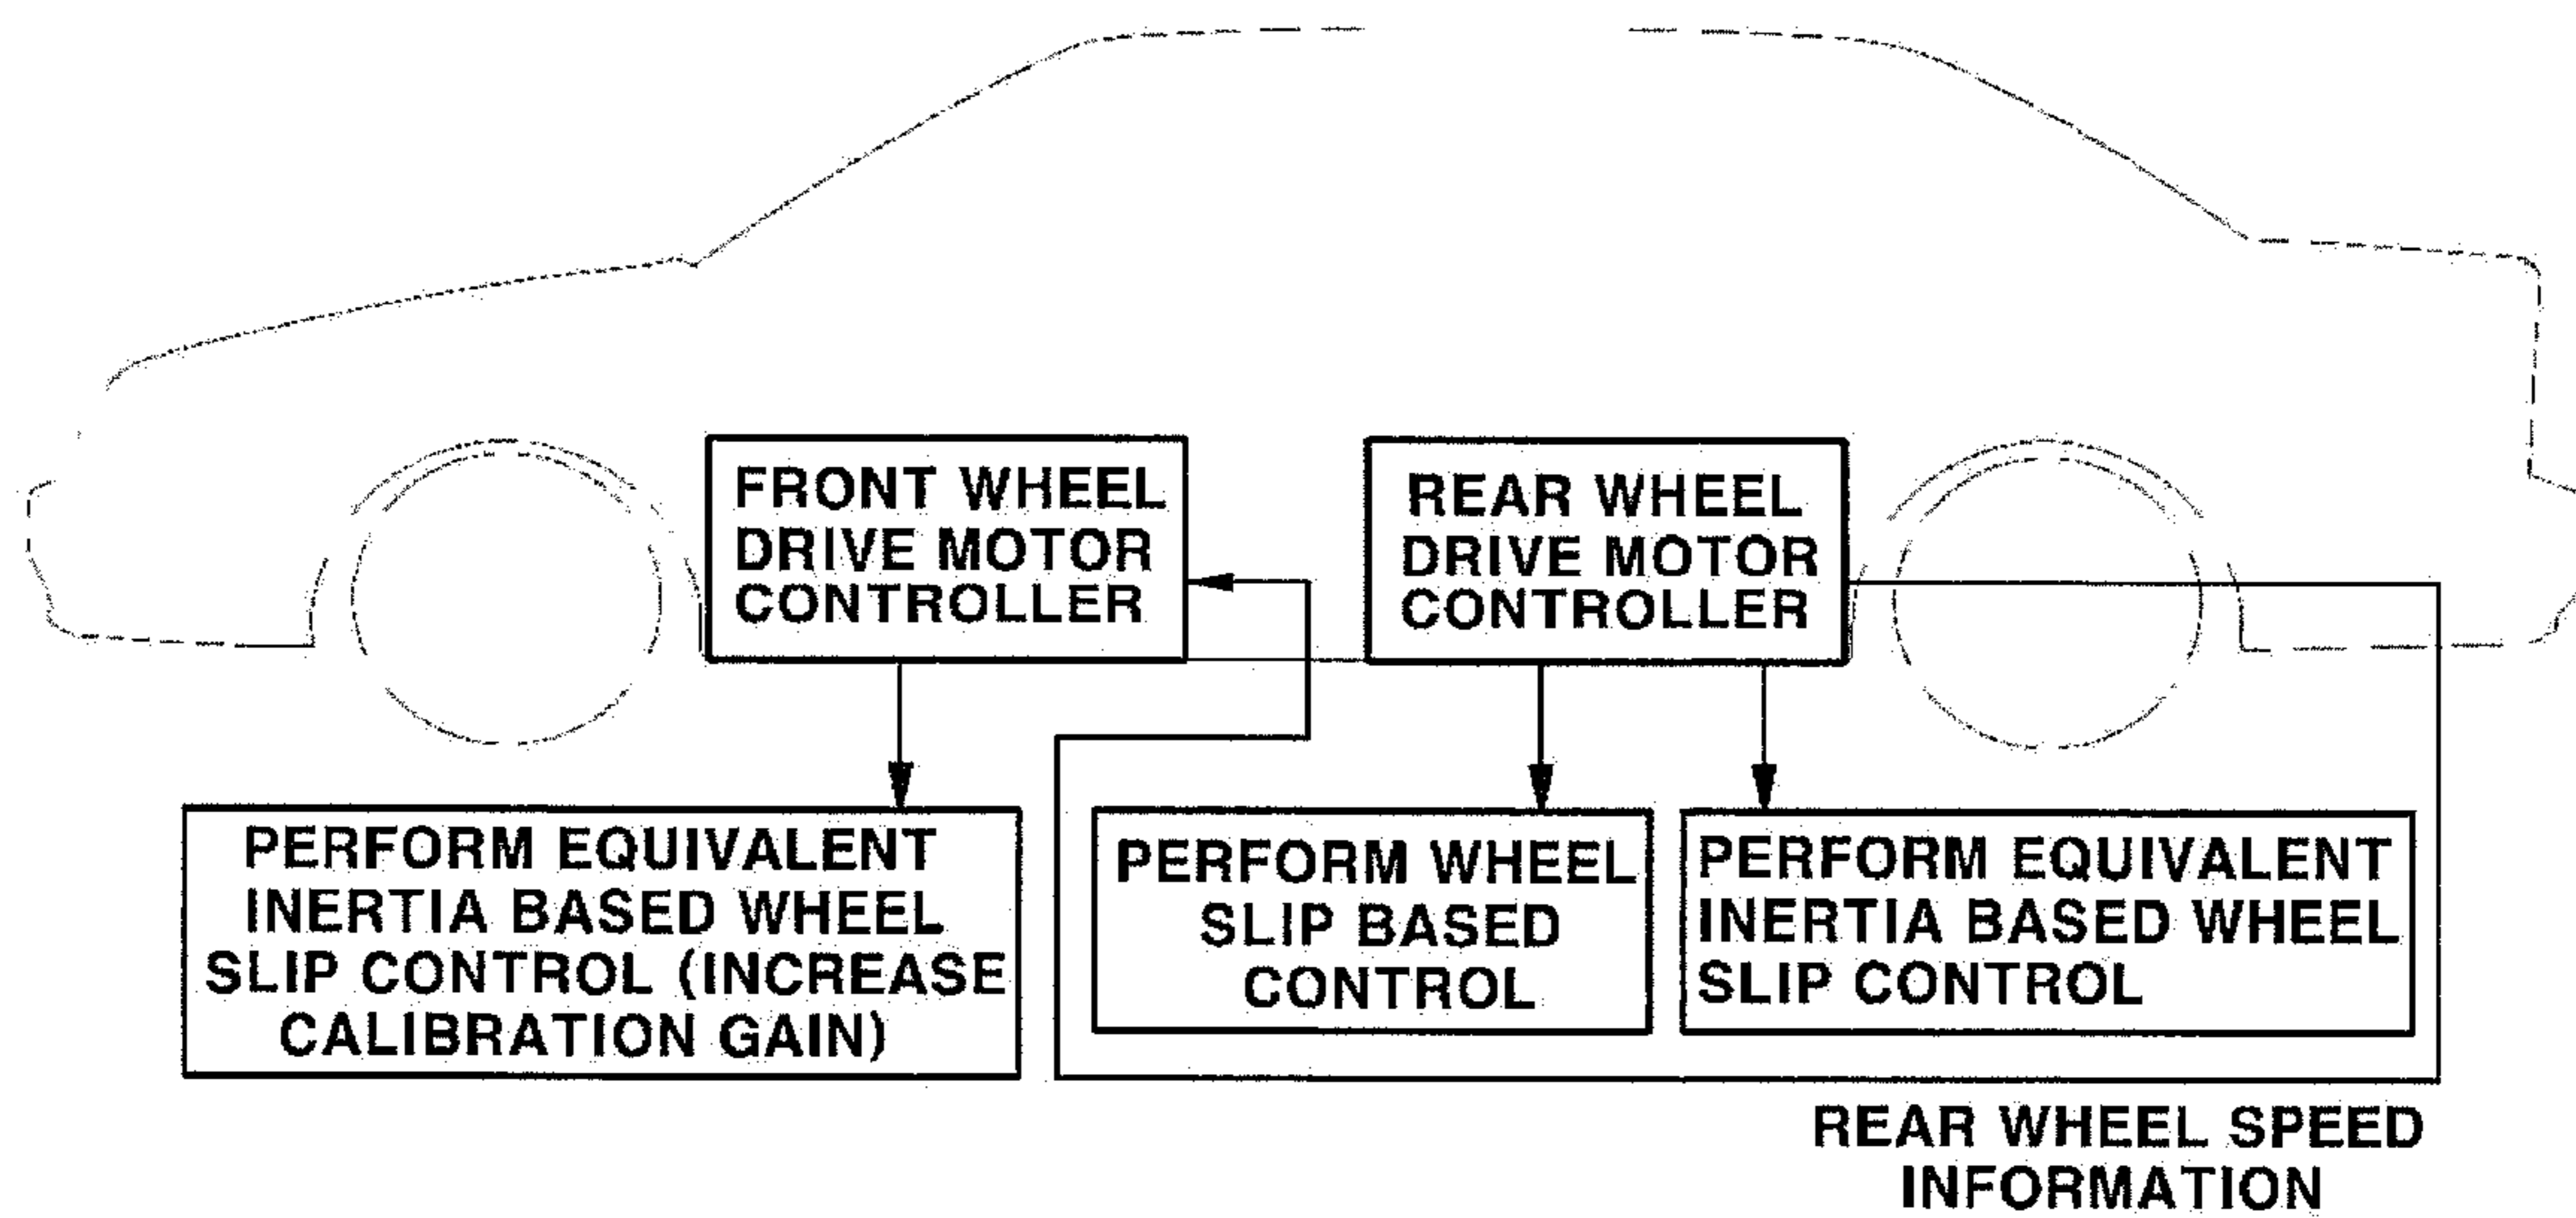 FRONT WHEEL
DRIVE MOTOR
CONTROLLER
REAR WHEEL
DRIVE MOTOR
CONTROLLER
PERFORM EQUIVALENT
INERTIA BASED WHEEL
SLIP CONTROL (INCREASE
CALIBRATION GAIN)
PERFORM WHEEL
SLIP BASED
CONTROL
PERFORM EQUIVALENT
INERTIA BASED WHEEL
SLIP CONTROL
REAR WHEEL SPEED
INFORMATION